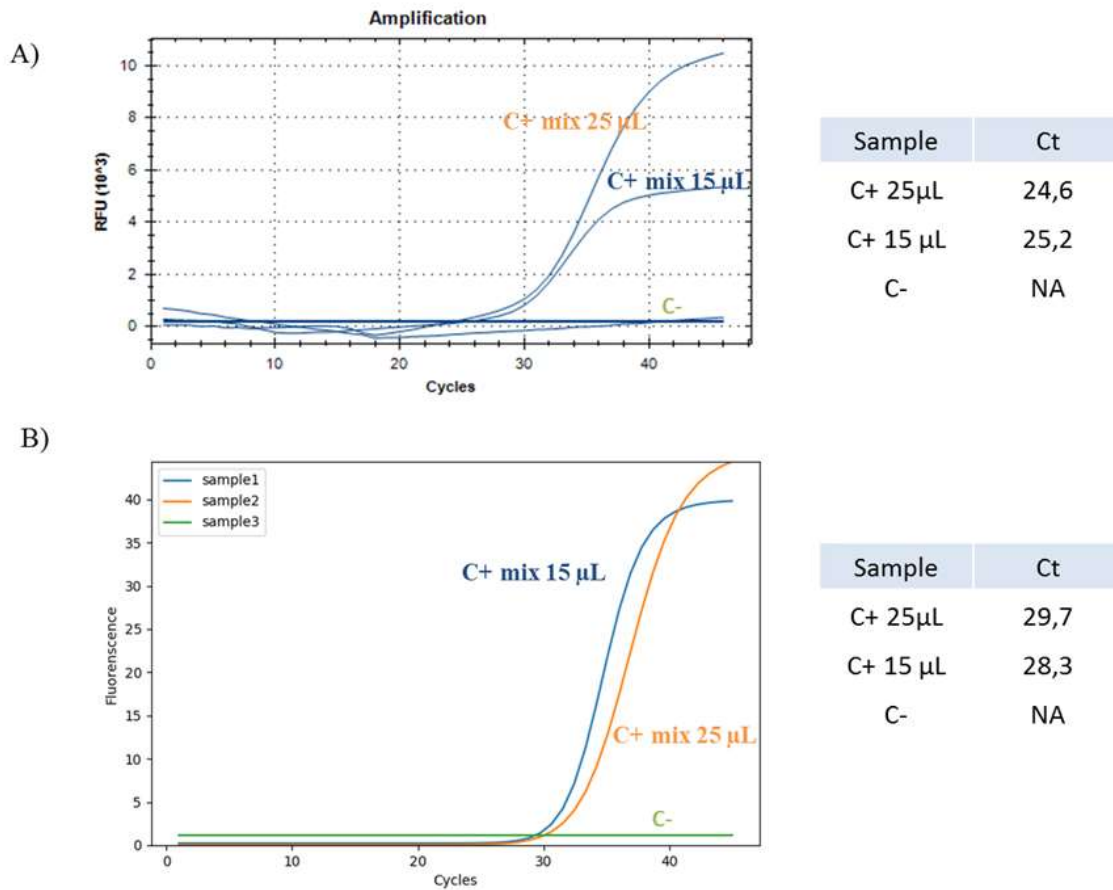 A)
Amplification
RFU (10^3)
10
8
6
4
2
0
C+ mix 25 µL
C+ mix 15 µL
C-
0
10
20
30
40
Cycles
Sample Ct
C+ 25µL 24,6
C+ 15 µL 25,2
C- NA
B)
sample1
sample2
sample3
Fluorenscence
40
35
30
25
20
15
10
5
0
C+ mix 15 µL
C+ mix 25 µL
C-
0
10
20
30
40
Cycles
Sample Ct
C+ 25µL 29,7
C+ 15 µL 28,3
C- NA